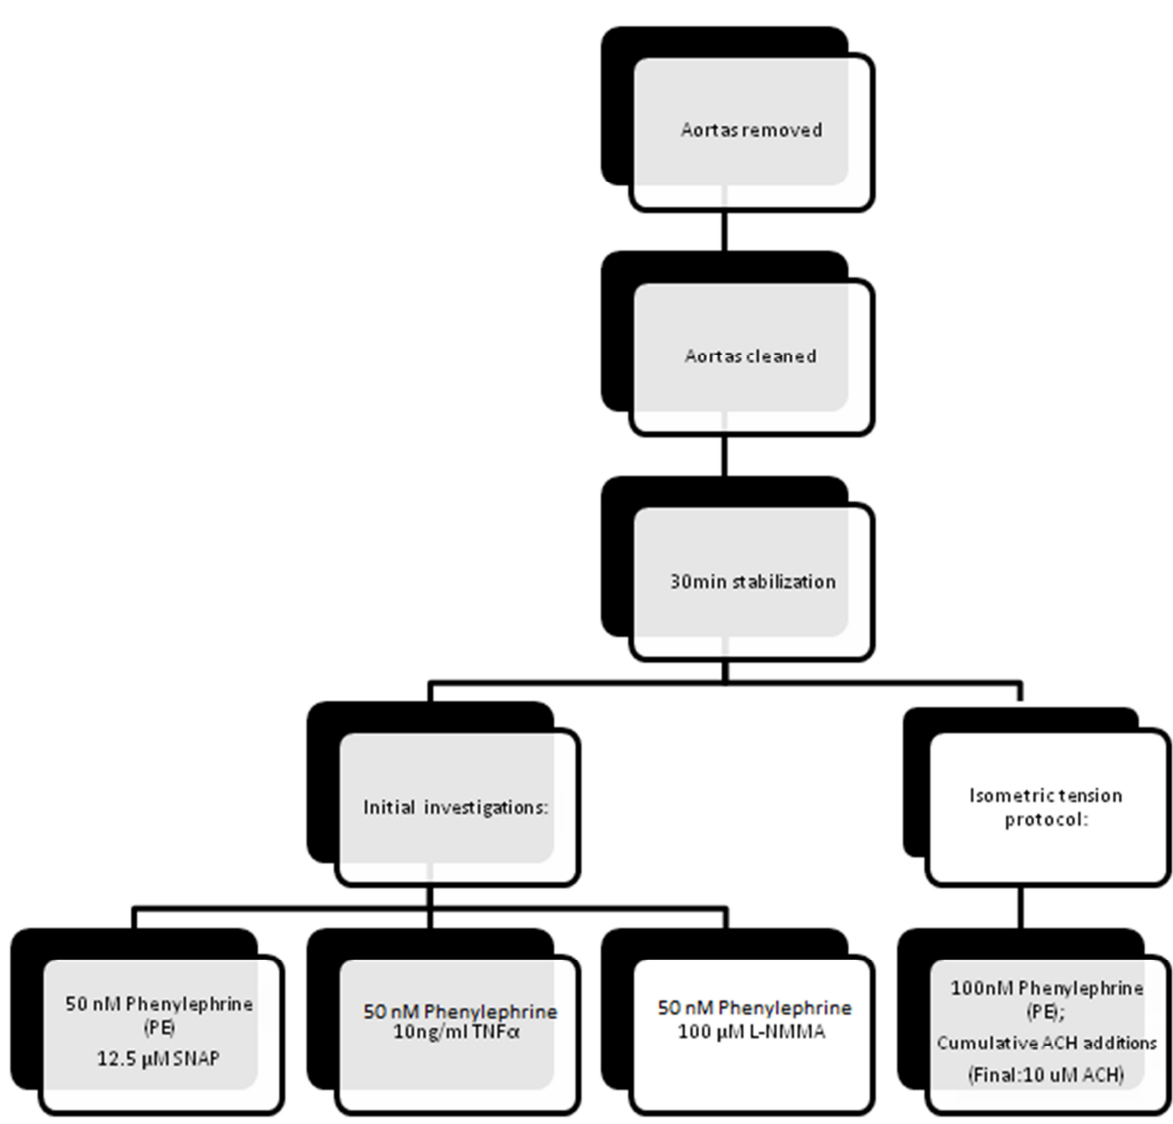 Aortas removed
Aortas cleaned
30min stabilization
Initial investigations:
Isometric tension
protocol:
50 nM Phenylephrine
(PE)
12.5 µM SNAP
50 nM Phenylephrine
10ng/ml TNFα
50 nM Phenylephrine
100 µM L-NMMA
100nM Phenylephrine
(PE);
Cumulative ACH additions
(Final:10 uM ACH)